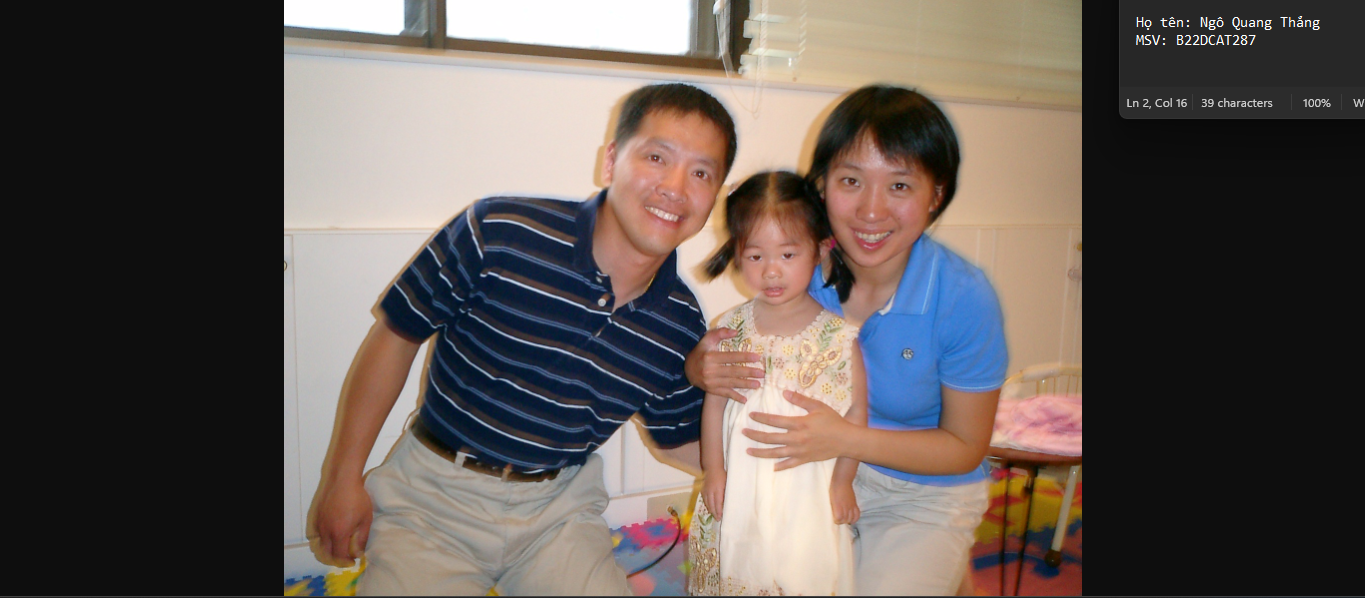 Họ tên: Ngô Quang Thắng
MSV: B22DCAT287
Ln 2, Col 16
39 characters
100%
W